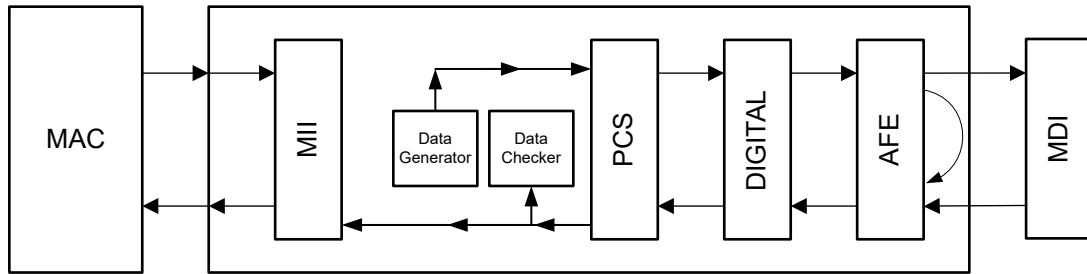 MAC
MII
Data
Generator
Data
Checker
PCS
DIGITAL
AFE
MDI